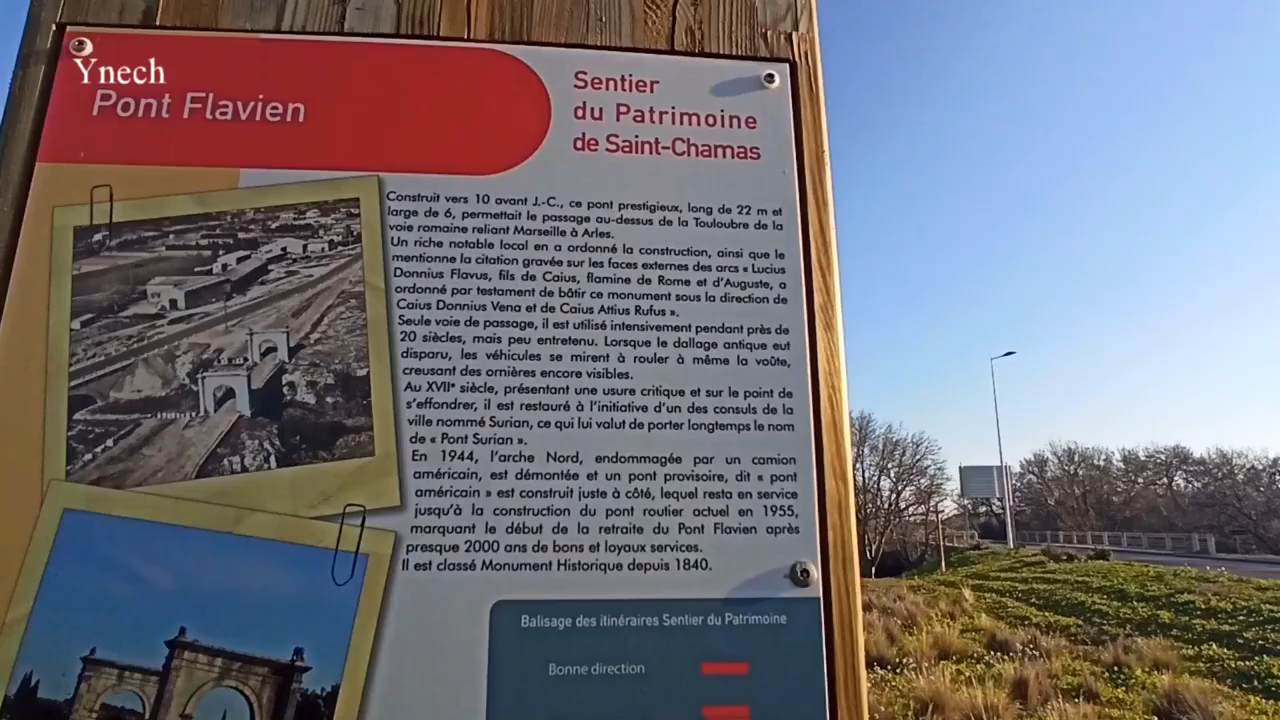 Ynech
Pont Flavien
Sentier
du Patrimoine
de Saint-Chamas
Construit vers 10 avant J.-C., ce pont prestigieux, long de 22 m et
large de 6, permettait le passage au-dessus de la Touloubre de la
voie romaine reliant Marseille à Arles.
Un riche notable local en a ordonné la construction, ainsi que le
mentionne la citation gravée sur les faces externes des arcs « Lucius
Donnius Flavus, fils de Caius, flamine de Rome et d'Auguste, a
ordonné par testament de bâtir ce monument sous la direction de
Caius Donnius Vena et de Caius Attius Rufus ».
Seule voie de passage, il est utilisé intensivement pendant près de
20 siècles, mais peu entretenu. Lorsque le dallage antique eut
disparu, les véhicules se mirent à rouler à même la voûte,
creusant des ornières encore visibles.
Au XVIIe siècle, présentant une usure critique et sur le point de
s'effondrer, il est restauré à l'initiative d'un des consuls de la
ville nommé Surian, ce qui lui valut de porter longtemps le nom
de « Pont Surian ».
En 1944, l'arche Nord, endommagée par un camion
américain, est démontée et un pont provisoire, dit « pont
américain » est construit juste à côté, lequel resta en service
jusqu'à la construction du pont routier actuel en 1955,
marquant le début de la retraite du Pont Flavien après
presque 2000 ans de bons et loyaux services.
Il est classé Monument Historique depuis 1840.
Balisage des itinéraires Sentier du Patrimoine
Bonne direction